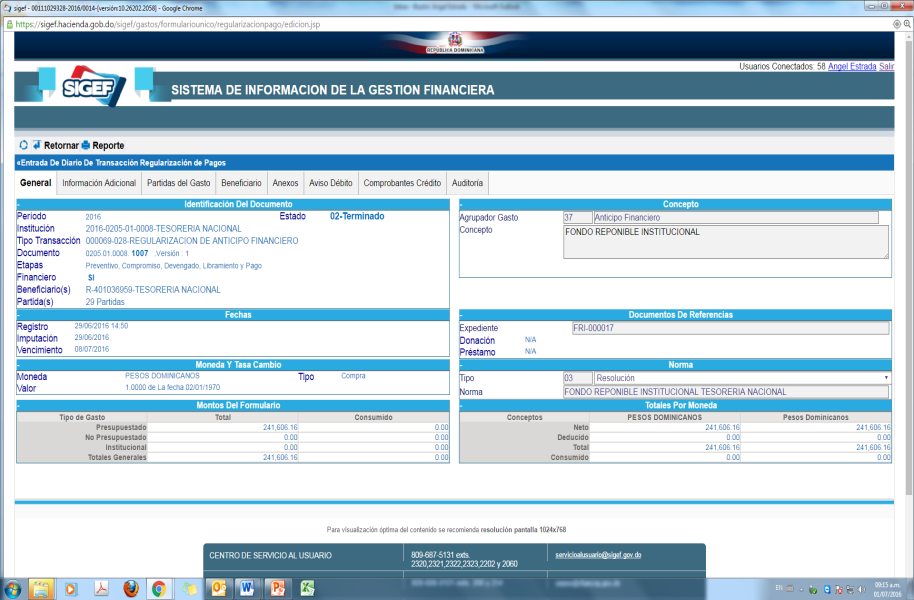 sigef - 00111029328-2016/0014-[versión:10.26202.2058] - Google Chrome
https://sigef.hacienda.gob.do/sigef/gastos/formulariounico/regularizacionpago/edicion.jsp
REPÚBLICA DOMINICANA
Usuarios Conectados: 58 Angel Estrada Salir
SIGEF
SISTEMA DE INFORMACION DE LA GESTION FINANCIERA
Retornar Reporte
«Entrada De Diario De Transacción Regularización de Pagos
General Información Adicional Partidas del Gasto Beneficiario Anexos Aviso Débito Comprobantes Crédito Auditoría
Identificación Del Documento
Período 2016 Estado 02-Terminado
Institución 2016-0205-01-0008-TESORERIA NACIONAL
Tipo Transacción 000069-028-REGULARIZACION DE ANTICIPO FINANCIERO
Documento 0205.01.0008. 1007 .Versión : 1
Etapas Preventivo, Compromiso, Devengado, Libramiento y Pago
Financiero SI
Beneficiario(s) R-401036959-TESORERIA NACIONAL
Partida(s) 29 Partidas
Concepto
Agrupador Gasto 37 Anticipo Financiero
Concepto FONDO REPONIBLE INSTITUCIONAL
Fechas
Registro 29/06/2016 14:50
Imputación 29/06/2016
Vencimiento 08/07/2016
Documentos De Referencias
Expediente FRI-000017
Donación N/A
Préstamo N/A
Moneda Y Tasa Cambio
Moneda PESOS DOMINICANOS Tipo Compra
Valor 1.0000 de La fecha 02/01/1970
Norma
Tipo 03 Resolución
Norma FONDO REPONIBLE INSTITUCIONAL TESORERIA NACIONAL
Montos Del Formulario
Tipo de Gasto Total Consumido
Presupuestado 241,606.16 0.00
No Presupuestado 0.00 0.00
Institucional 0.00 0.00
Totales Generales 241,606.16 0.00
Totales Por Moneda
Conceptos PESOS DOMINICANOS Pesos Dominicanos
Neto 241,606.16 241,606.16
Deducido 0.00 0.00
Total 241,606.16 241,606.16
Consumido 0.00 0.00
Para visualización óptima del contenido se recomienda resolución pantalla 1024x768
CENTRO DE SERVICIO AL USUARIO 809-687-5131 exts. servicioalusuario@sigef.gov.do
2320,2321,2322,2323,2202 y 2060
EN 09:15 a.m.
01/07/2016